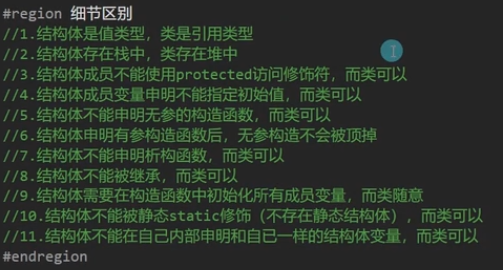 #region 细节区别
//1.结构体是值类型，类是引用类型
//2.结构体存在栈中，类存在堆中
//3.结构体成员不能使用protected访问修饰符，而类可以
//4.结构体成员变量申明不能指定初始值，而类可以
//5.结构体不能申明无参的构造函数，而类可以
//6.结构体申明有参构造函数后，无参构造不会被顶掉
//7.结构体不能申明析构函数，而类可以
//8.结构体不能被继承，而类可以
//9.结构体需要在构造函数中初始化所有成员变量，而类随意
//10.结构体不能被静态static修饰（不存在静态结构体），而类可以
//11.结构体不能在自己内部申明和自已一样的结构体变量，而类可以
#endregion